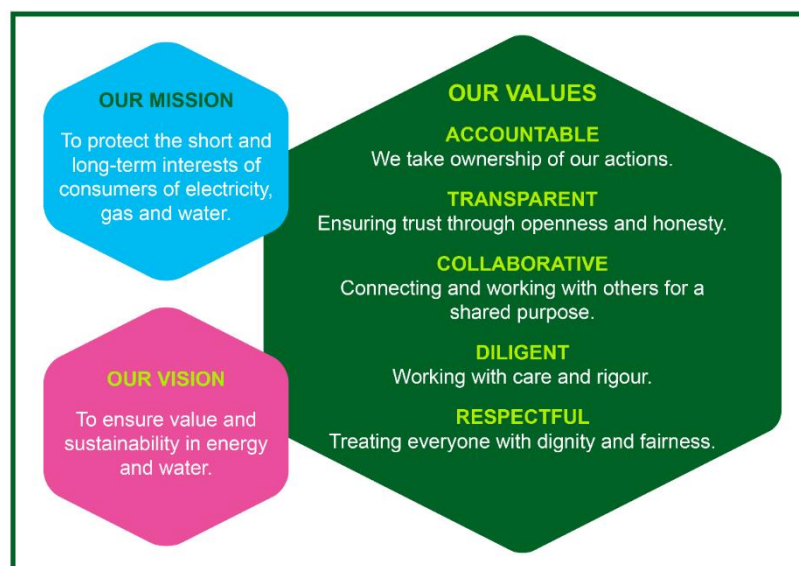 OUR MISSION
To protect the short and
long-term interests of
consumers of electricity,
gas and water.
OUR VISION
To ensure value and
sustainability in energy
and water.
OUR VALUES
ACCOUNTABLE
We take ownership of our actions.
TRANSPARENT
Ensuring trust through openness and honesty.
COLLABORATIVE
Connecting and working with others for a
shared purpose.
DILIGENT
Working with care and rigour.
RESPECTFUL
Treating everyone with dignity and fairness.